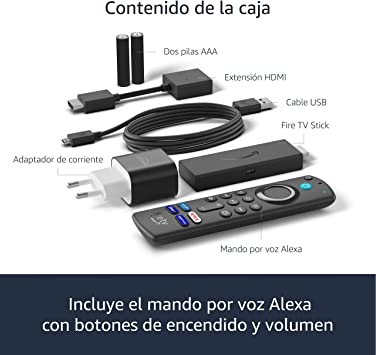 Contenido de la caja
Dos pilas AAA
Extensión HDMI
Cable USB
Fire TV Stick
Adaptador de corriente
Mando por voz Alexa
Incluye el mando por voz Alexa
con botones de encendido y volumen